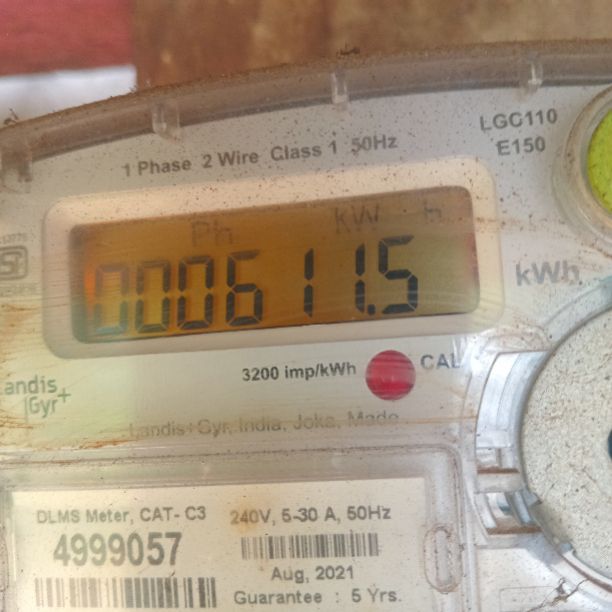 LGC110
E150
1 Phase 2 Wire Class 1 50Hz
Ph kW h
000611.5
kWh
3200 imp/kWh
CAL
Landis+
Gyr+
Landis+Gyr, India, Joka, Made
DLMS Meter, CAT- C3
240V, 5-30 A, 50Hz
4999057
Aug, 2021
Guarantee : 5 Yrs.